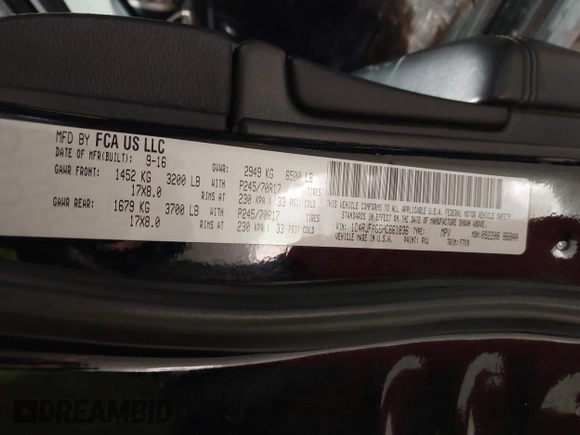 MFD BY FCA US LLC
DATE OF MFR(BUILT): 9-16 GVWR: 2949 KG 6500 LB
GAWR FRONT: 1452 KG 3200 LB WITH P245/70R17 TIRES
17X8.0 RIMS AT 230 KPA / 33 PSI COLD
GAWR REAR: 1679 KG 3700 LB WITH P245/70R17 TIRES
17X8.0 RIMS AT 230 KPA / 33 PSI COLD
THIS VEHICLE CONFORMS TO ALL APPLICABLE U.S.A. FEDERAL MOTOR VEHICLE SAFETY
STANDARDS IN EFFECT ON THE DATE OF MANUFACTURE SHOWN ABOVE.
VIN: TYPE: MPV MDH:
VEHICLE MADE IN U.S.A. PAINT: TRIM:
DREAMBID